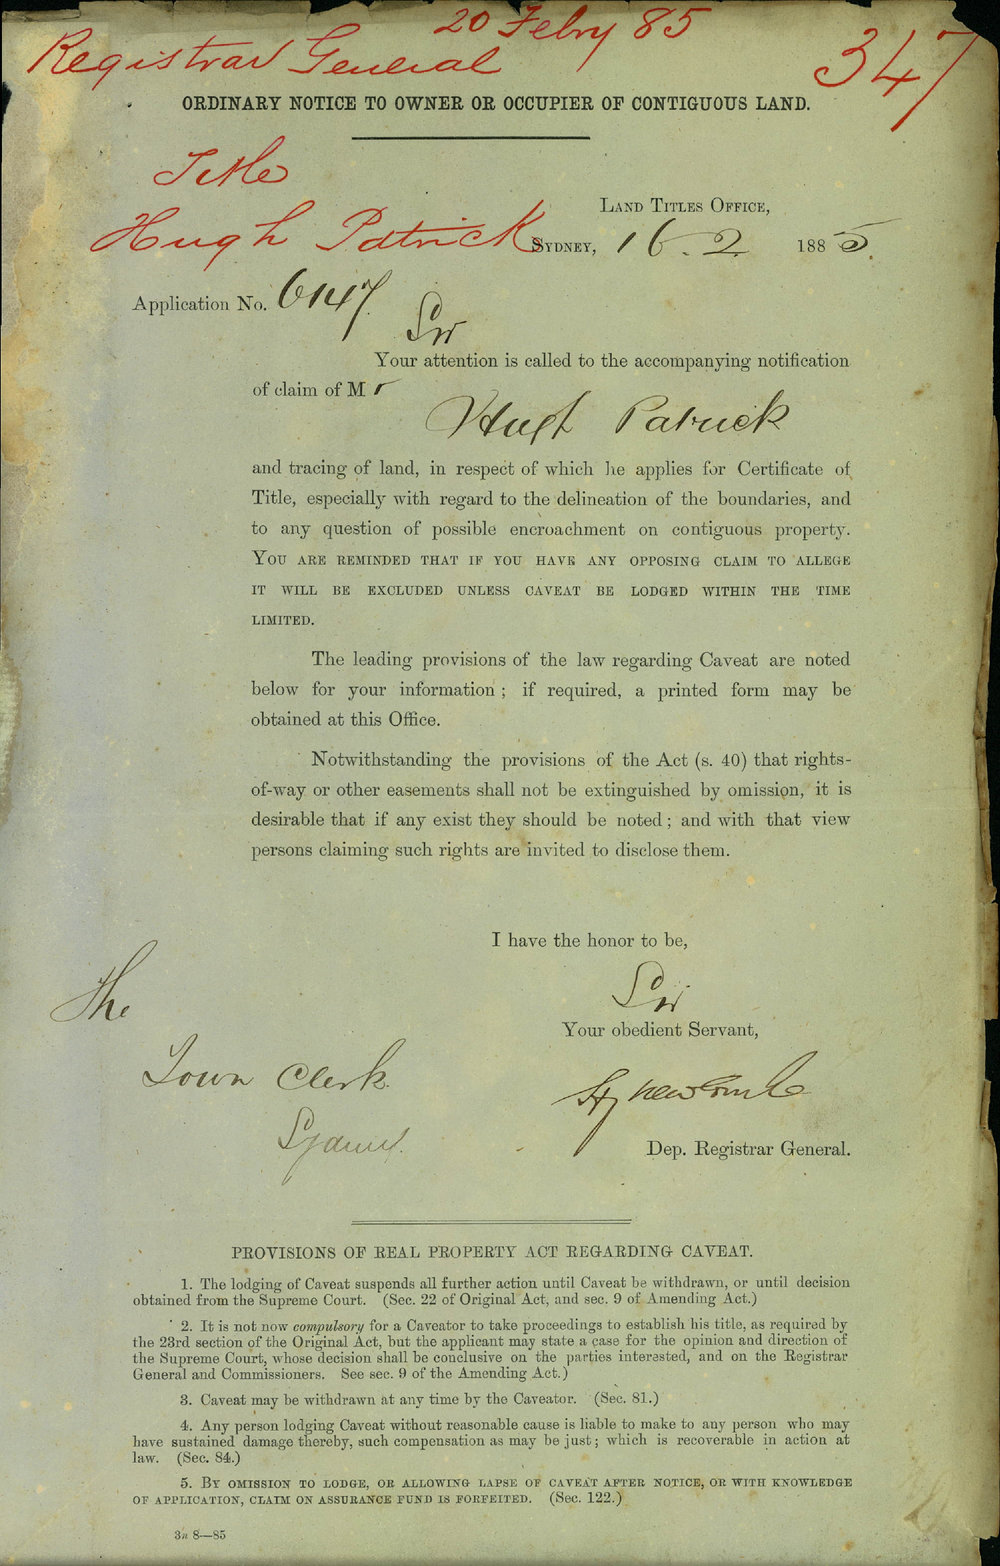 20 Febry 85
Registrar General
347
ORDINARY NOTICE TO OWNER OR OCCUPIER OF CONTIGUOUS LAND.
Title
Hugh Patrick
LAND TITLES OFFICE,
SYDNEY, 16.2. 1885.
Application No. 6147.
Sir
Your attention is called to the accompanying notification
of claim of Mr
Hugh Patrick
and tracing of land, in respect of which he applies for Certificate of
Title, especially with regard to the delineation of the boundaries, and
to any question of possible encroachment on contiguous property.
YOU ARE REMINDED THAT IF YOU HAVE ANY OPPOSING CLAIM TO ALLEGE
IT WILL BE EXCLUDED UNLESS CAVEAT BE LODGED WITHIN THE TIME
LIMITED.
The leading provisions of the law regarding Caveat are noted
below for your information ; if required, a printed form may be
obtained at this Office.
Notwithstanding the provisions of the Act (s. 40) that rights-
of-way or other easements shall not be extinguished by omission, it is
desirable that if any exist they should be noted ; and with that view
persons claiming such rights are invited to disclose them.
I have the honor to be,
Sir
Your obedient Servant,
The
Town Clerk
Sydney.
Hy Newcombe
Dep. Registrar General.
PROVISIONS OF REAL PROPERTY ACT REGARDING CAVEAT.
1. The lodging of Caveat suspends all further action until Caveat be withdrawn, or until decision
obtained from the Supreme Court. (Sec. 22 of Original Act, and sec. 9 of Amending Act.)
2. It is not now compulsory for a Caveator to take proceedings to establish his title, as required by
the 23rd section of the Original Act, but the applicant may state a case for the opinion and direction of
the Supreme Court, whose decision shall be conclusive on the parties interested, and on the Registrar
General and Commissioners. See sec. 9 of the Amending Act.)
3. Caveat may be withdrawn at any time by the Caveator. (Sec. 81.)
4. Any person lodging Caveat without reasonable cause is liable to make to any person who may
have sustained damage thereby, such compensation as may be just ; which is recoverable in action at
law. (Sec. 84.)
5. BY OMISSION TO LODGE, OR ALLOWING LAPSE OF CAVEAT AFTER NOTICE, OR WITH KNOWLEDGE
OF APPLICATION, CLAIM ON ASSURANCE FUND IS FORFEITED. (Sec. 122.)
3n 8—85